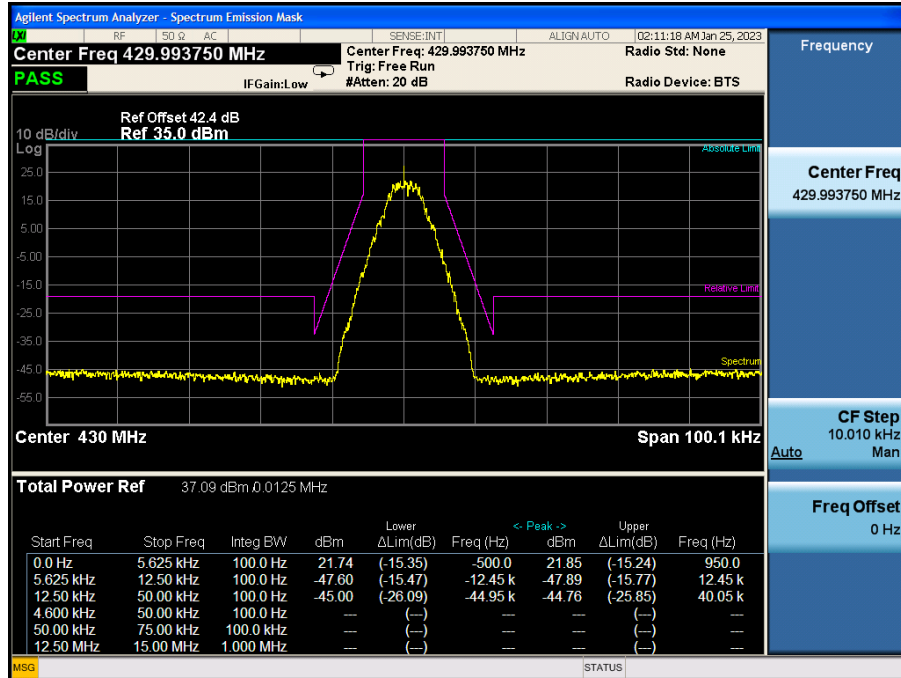 Agilent Spectrum Analyzer - Spectrum Emission Mask
LXI RF 50 Ω AC SENSE:INT ALIGN AUTO 02:11:18 AM Jan 25, 2023
Center Freq 429.993750 MHz
Center Freq: 429.993750 MHz
Radio Std: None
Trig: Free Run
PASS
IFGain:Low
#Atten: 20 dB
Radio Device: BTS
Frequency
Ref Offset 42.4 dB
10 dB/div Ref 35.0 dBm
Log
Absolute Limit
25.0
15.0
5.00
-5.00
-15.0
Relative Limit
-25.0
-35.0
Spectrum
-45.0
-55.0
Center 430 MHz Span 100.1 kHz
Center Freq
429.993750 MHz
CF Step
10.010 kHz
Auto Man
Freq Offset
0 Hz
Total Power Ref 37.09 dBm /0.0125 MHz
Lower <- Peak -> Upper
Start Freq Stop Freq Integ BW dBm ΔLim(dB) Freq (Hz) dBm ΔLim(dB) Freq (Hz)
0.0 Hz 5.625 kHz 100.0 Hz 21.74 (-15.35) -500.0 21.85 (-15.24) 950.0
5.625 kHz 12.50 kHz 100.0 Hz -47.60 (-15.47) -12.45 k -47.89 (-15.77) 12.45 k
12.50 kHz 50.00 kHz 100.0 Hz -45.00 (-26.09) -44.95 k -44.76 (-25.85) 40.05 k
4.600 kHz 50.00 kHz 100.0 Hz --- (---) --- --- (---) ---
50.00 kHz 75.00 kHz 100.0 kHz --- (---) --- --- (---) ---
12.50 MHz 15.00 MHz 1.000 MHz --- (---) --- --- (---) ---
MSG STATUS